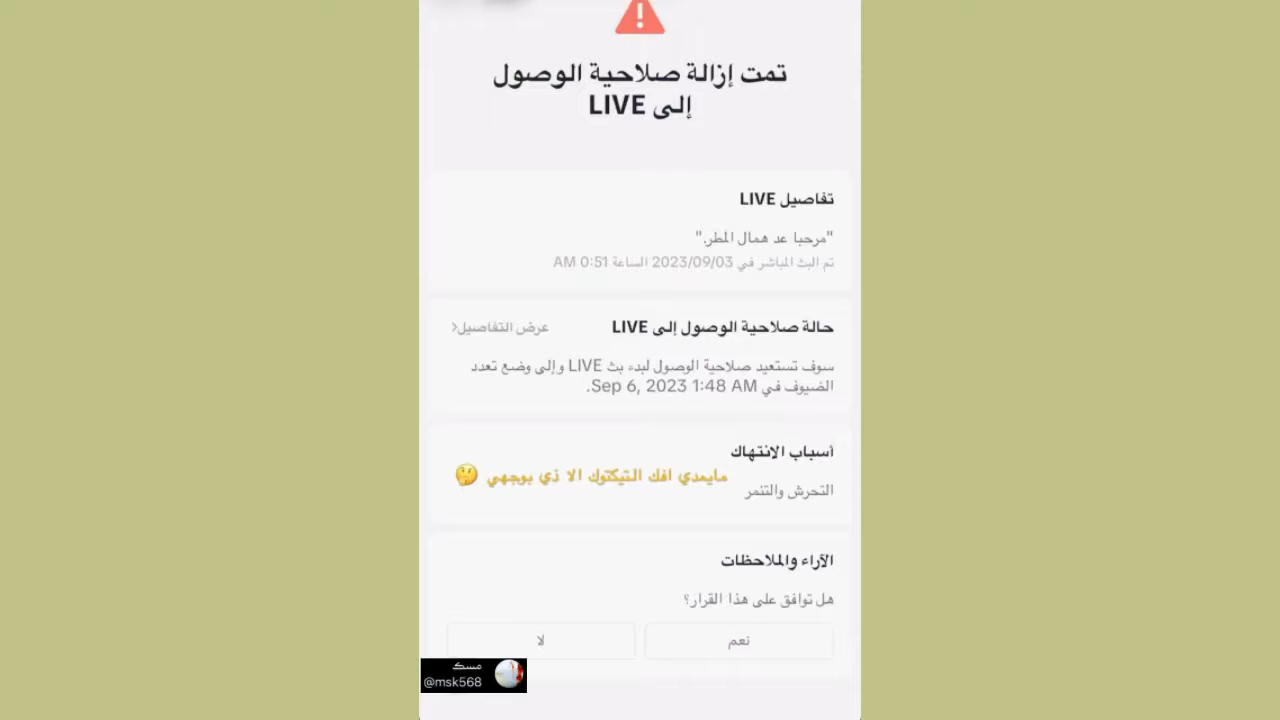 تمت إزالة صلاحية الوصول
إلى LIVE
تفاصيل LIVE
"مرحبا عد همال المطر."
تم البث المباشر في 2023/09/03 الساعة 0:51 AM
حالة صلاحية الوصول إلى LIVE
عرض التفاصيل>
سوف تستعيد صلاحية الوصول لبدء بث LIVE وإلى وضع تعدد
الضيوف في Sep 6, 2023 1:48 AM.
أسباب الانتهاك
مايمدي افك التيكتوك الا ذي بوجهي 🤔
التحرش والتنمر
الآراء والملاحظات
هل توافق على هذا القرار؟
نعم
لا
مسك
@msk568